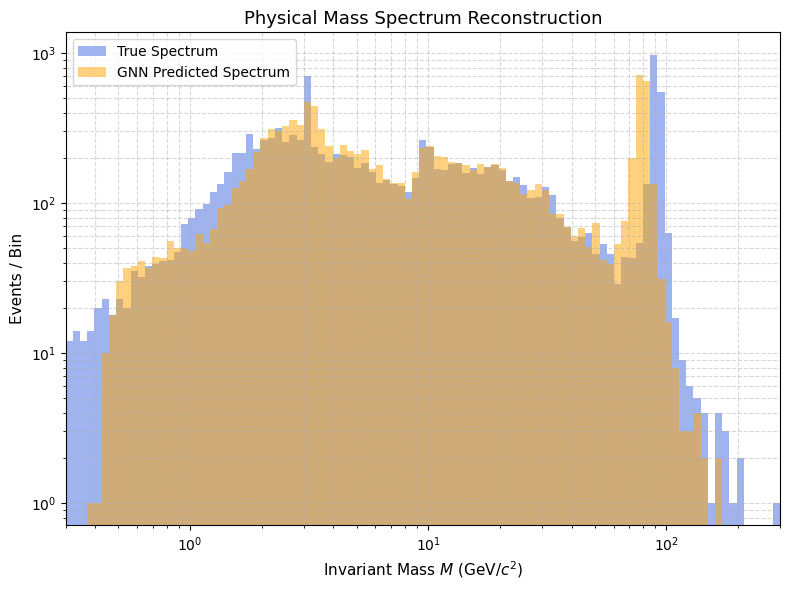 Physical Mass Spectrum Reconstruction
True Spectrum
GNN Predicted Spectrum
Events / Bin
10³
10²
10¹
10⁰
10⁰ 10¹ 10²
Invariant Mass M (GeV/c²)